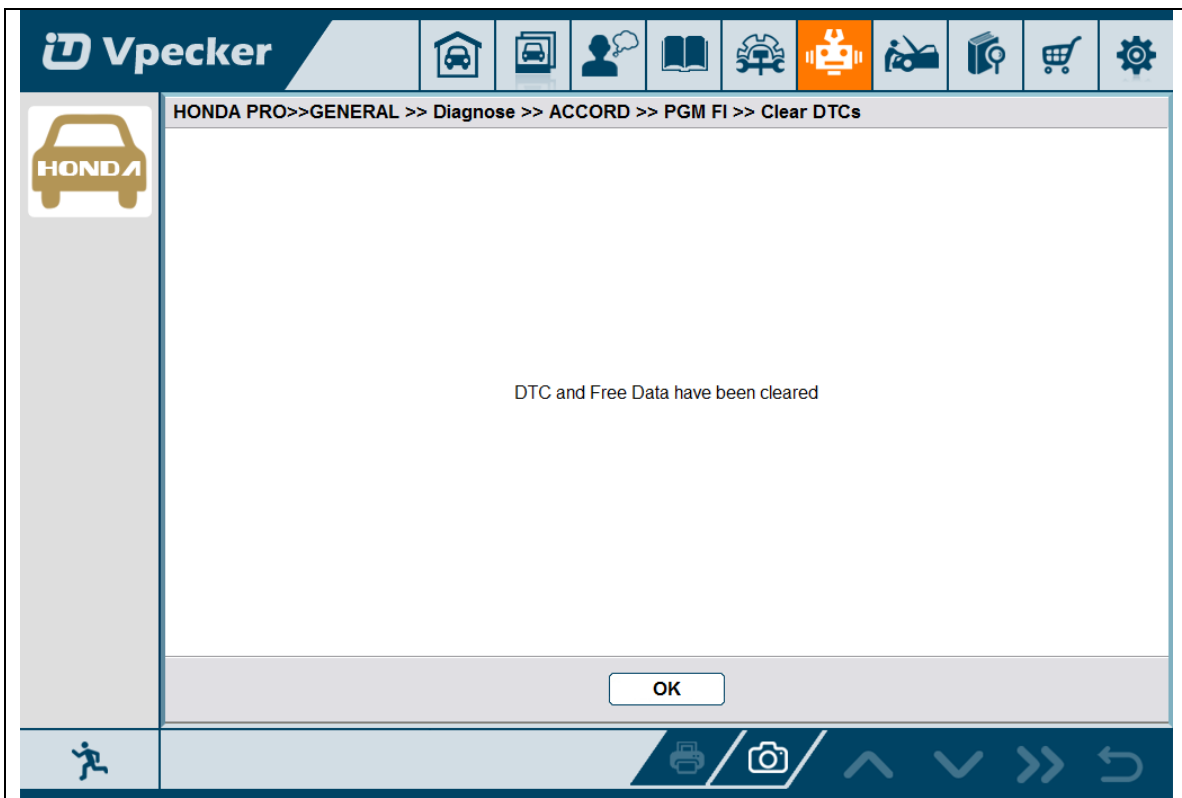 Vpecker
HONDA PRO>>GENERAL >> Diagnose >> ACCORD >> PGM FI >> Clear DTCs
HONDA
DTC and Free Data have been cleared
OK